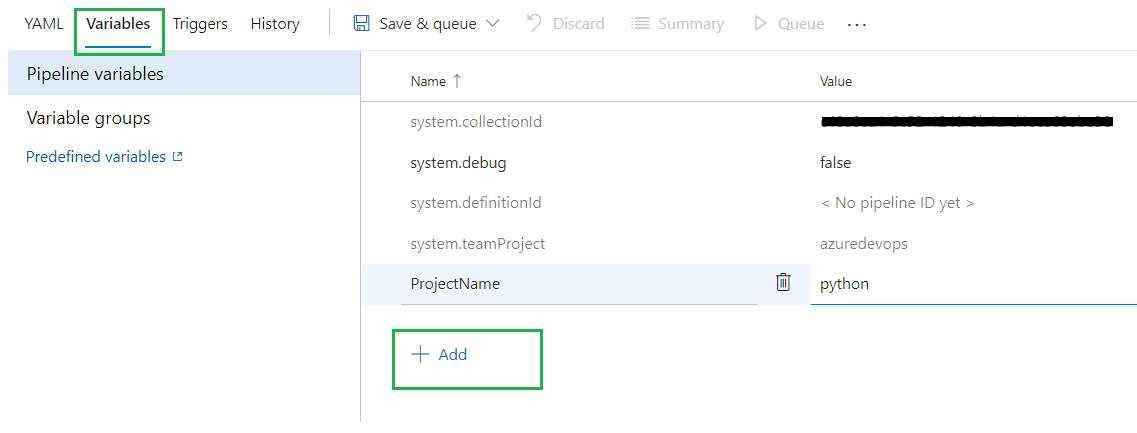 YAML Variables Triggers History Save & queue Discard Summary Queue ...
Pipeline variables
Name ↑ Value
Variable groups
system.collectionId
Predefined variables
system.debug false
system.definitionId < No pipeline ID yet >
system.teamProject azuredevops
ProjectName python
+ Add